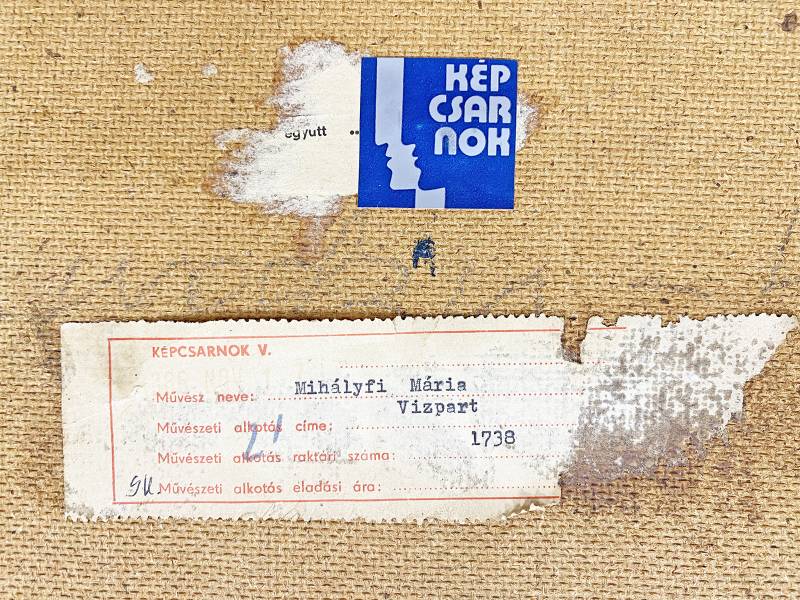 együtt
KÉP
CSAR
NOK
KÉPCSARNOK V.
Művész neve: Mihályfi Mária
Művészeti alkotás címe: Vizpart
Művészeti alkotás raktári száma: 1738
Művészeti alkotás eladási ára: